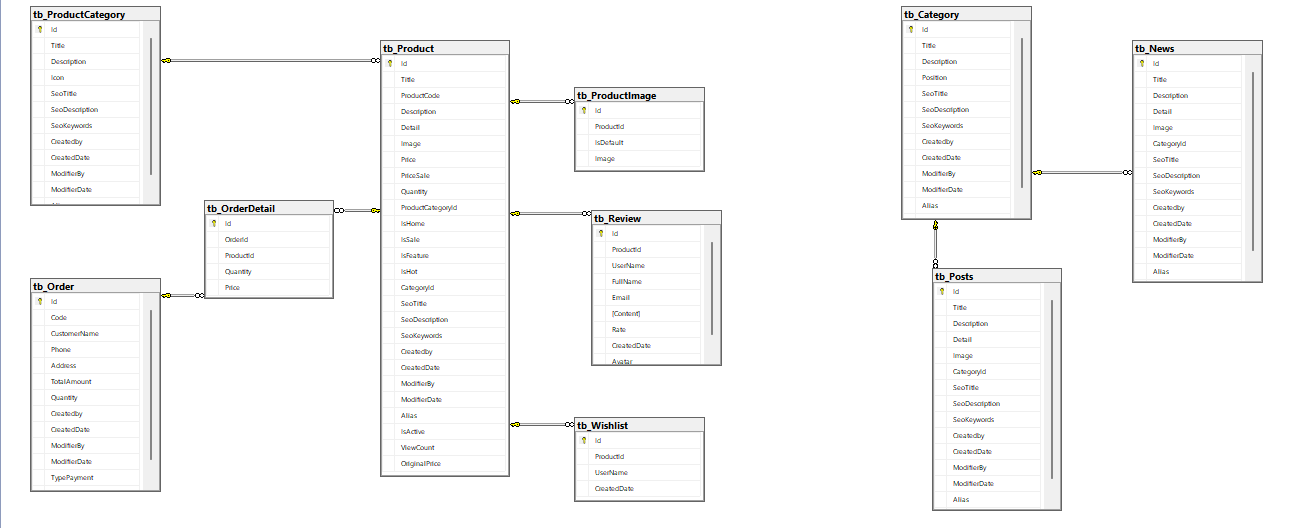 tb_ProductCategory
Id
Title
Description
Icon
SeoTitle
SeoDescription
SeoKeywords
Createdby
CreatedDate
ModifierBy
ModifierDate
tb_Product
Id
Title
ProductCode
Description
Detail
Image
Price
PriceSale
Quantity
ProductCategoryId
IsHome
IsSale
IsFeature
IsHot
CategoryId
SeoTitle
SeoDescription
SeoKeywords
Createdby
CreatedDate
ModifierBy
ModifierDate
Alias
IsActive
ViewCount
OriginalPrice
tb_ProductImage
Id
ProductId
IsDefault
Image
tb_OrderDetail
Id
OrderId
ProductId
Quantity
Price
tb_Review
Id
ProductId
UserName
FullName
Email
[Content]
Rate
CreatedDate
Avatar
tb_Order
Id
Code
CustomerName
Phone
Address
TotalAmount
Quantity
Createdby
CreatedDate
ModifierBy
ModifierDate
TypePayment
tb_Wishlist
Id
ProductId
UserName
CreatedDate
tb_Category
Id
Title
Description
Position
SeoTitle
SeoDescription
SeoKeywords
Createdby
CreatedDate
ModifierBy
ModifierDate
Alias
tb_News
Id
Title
Description
Detail
Image
CategoryId
SeoTitle
SeoDescription
SeoKeywords
Createdby
CreatedDate
ModifierBy
ModifierDate
Alias
tb_Posts
Id
Title
Description
Detail
Image
CategoryId
SeoTitle
SeoDescription
SeoKeywords
Createdby
CreatedDate
ModifierBy
ModifierDate
Alias